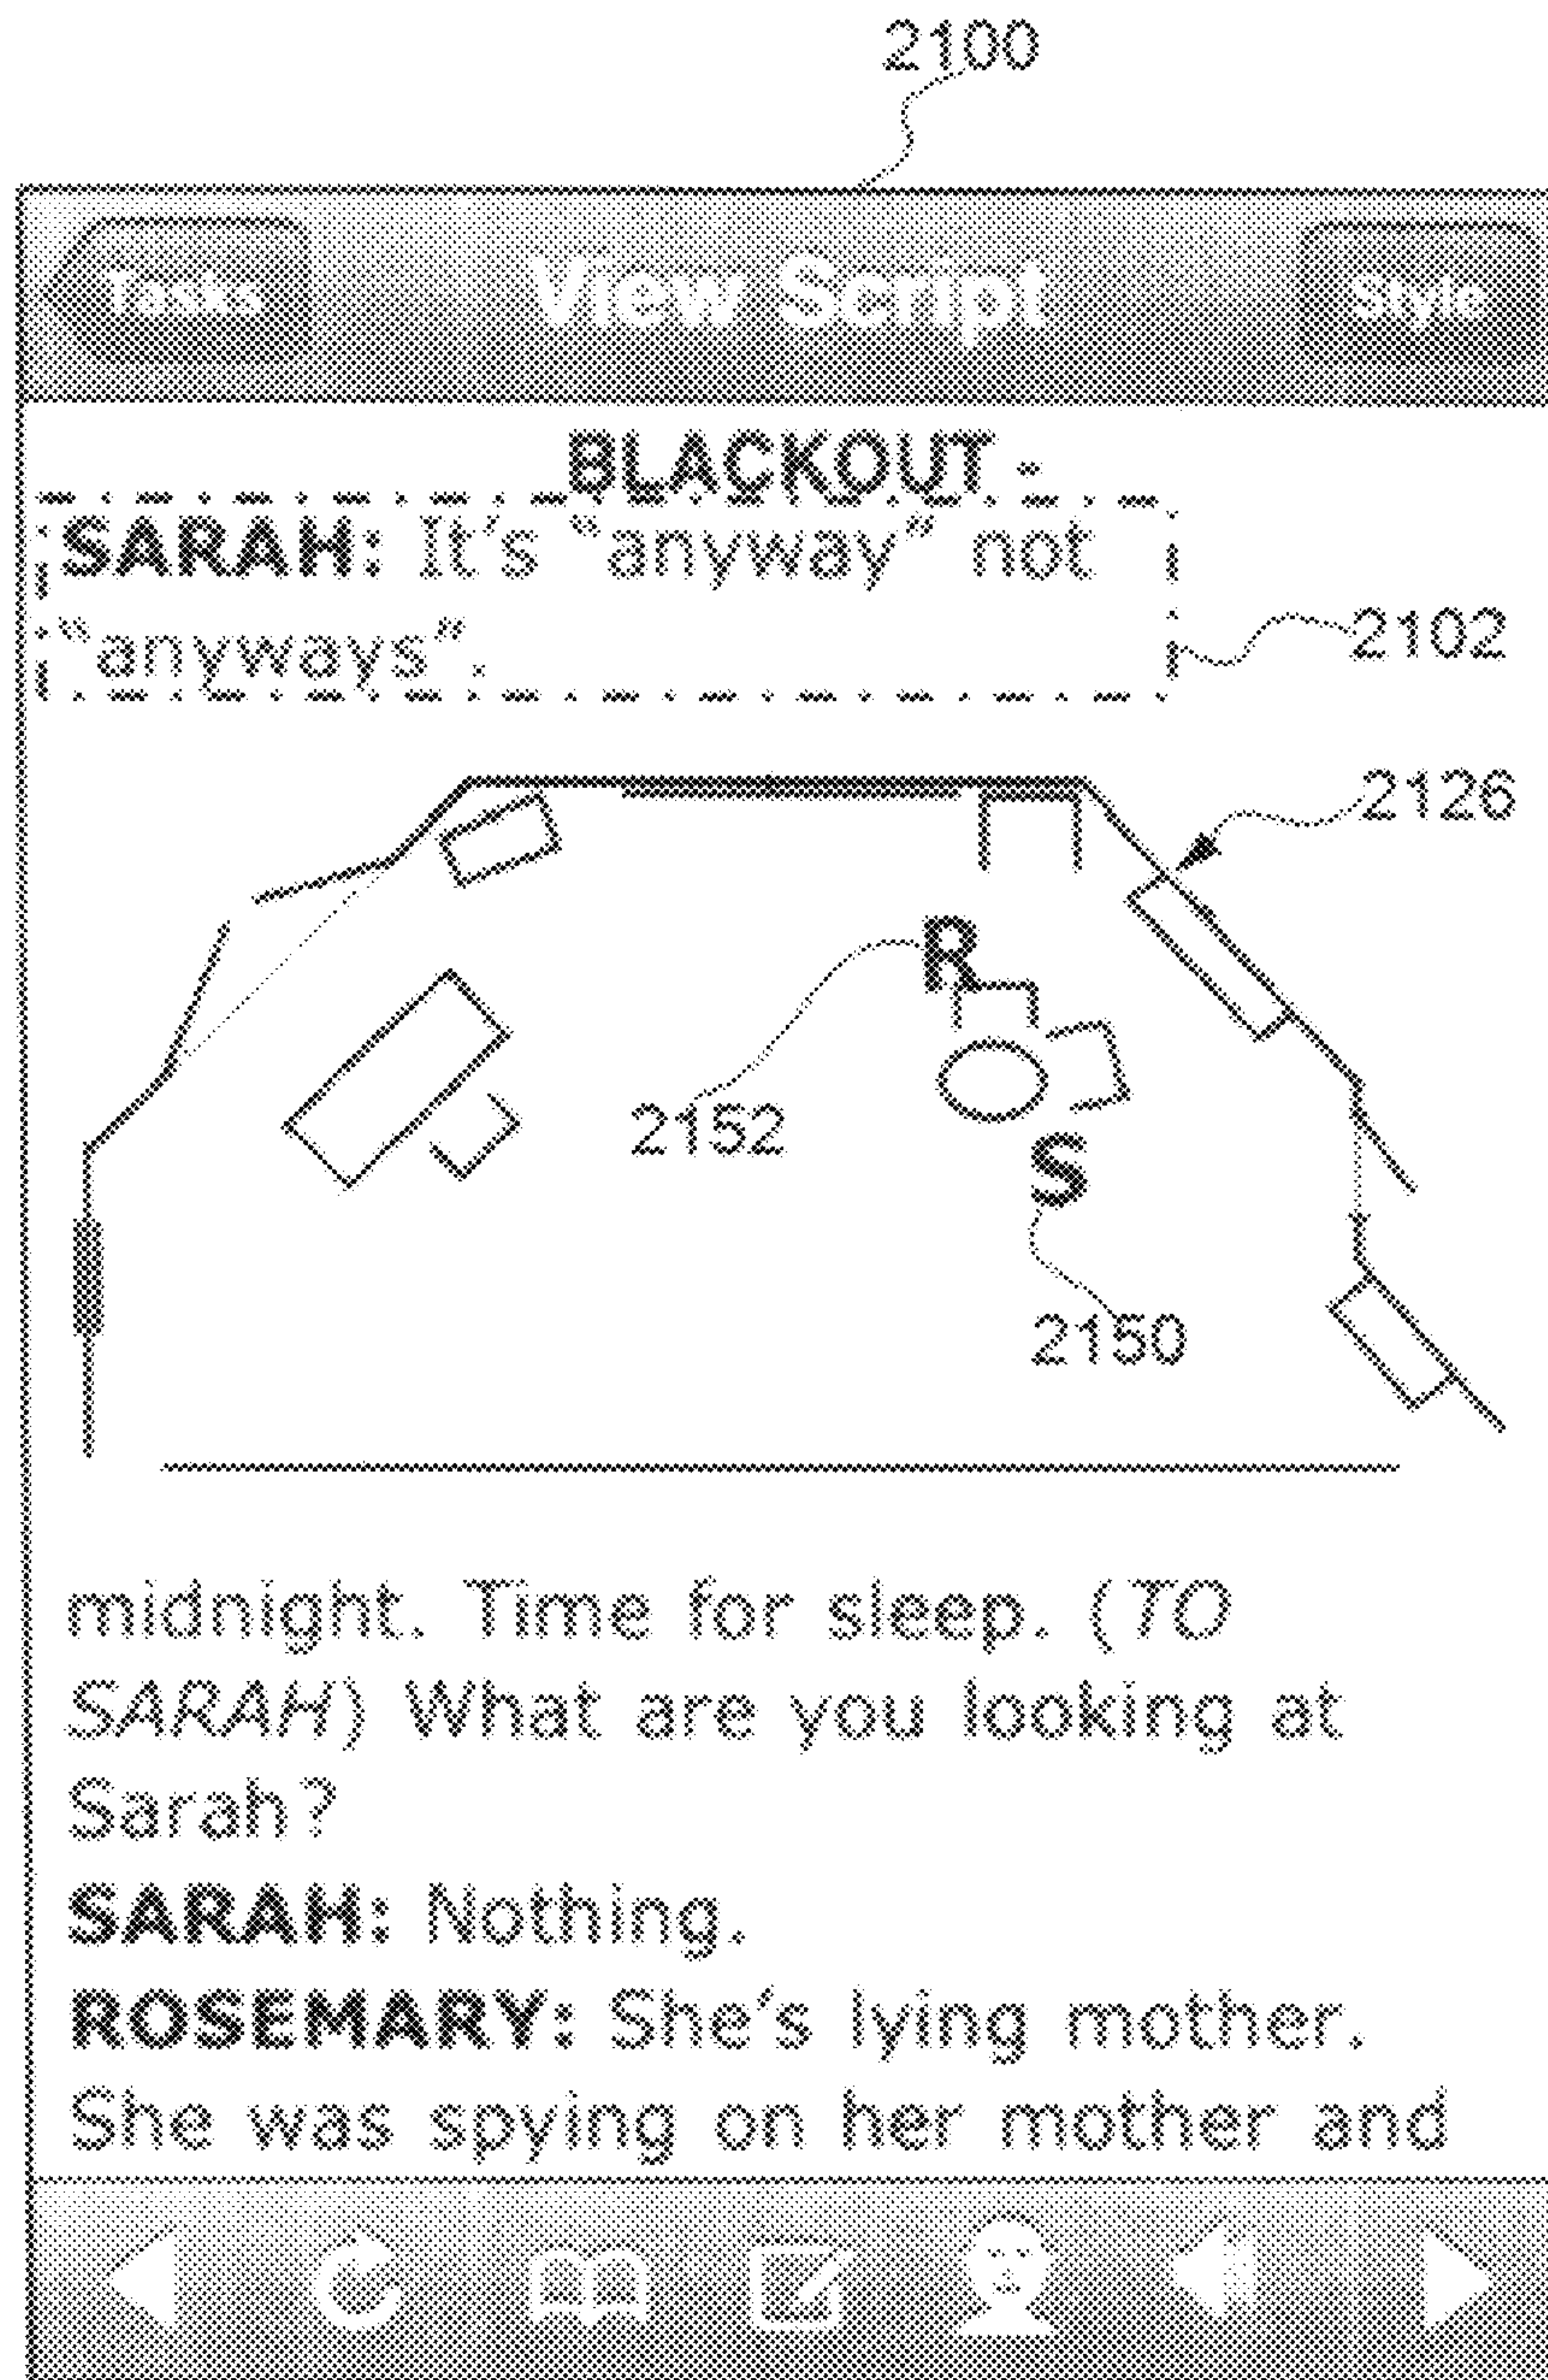 2100
Tasks View Script Style
BLACKOUT -
SARAH: It's "anyway" not
"anyways".
2102
2126
R
2152
S
2150
midnight. Time for sleep. (TO
SARAH) What are you looking at
Sarah?
SARAH: Nothing.
ROSEMARY: She's lying mother.
She was spying on her mother and